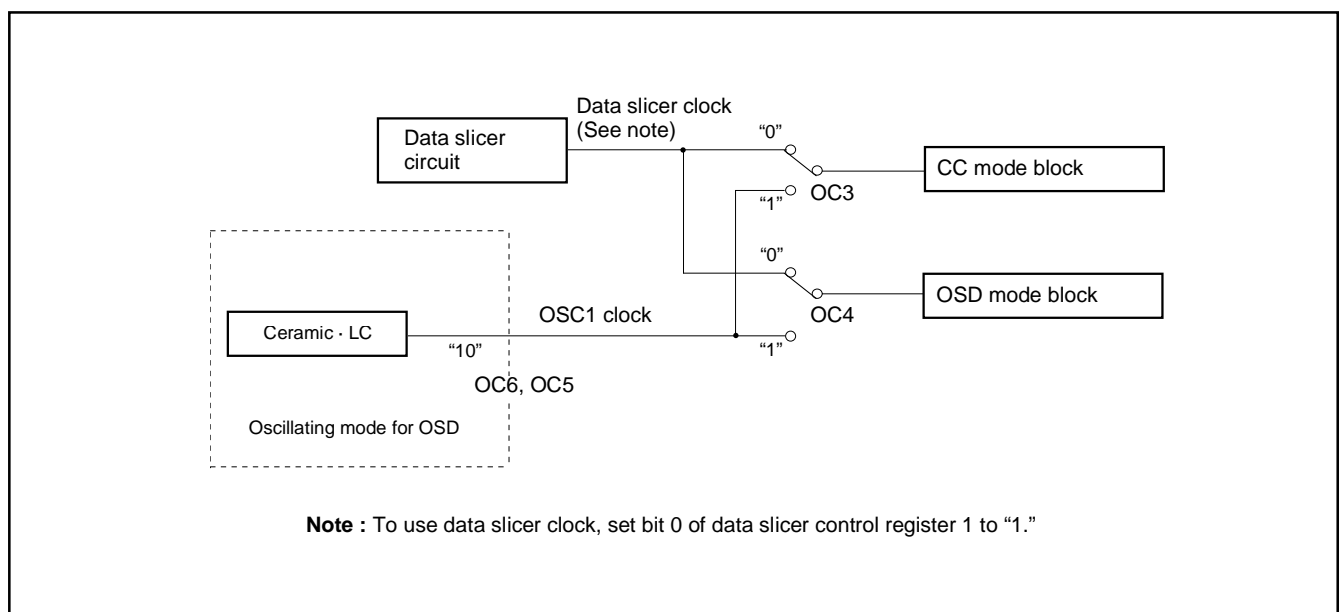 Data slicer clock
(See note)
Data slicer
circuit
“0”
CC mode block
“1”
OC3
“0”
OSD mode block
OSC1 clock
OC4
Ceramic · LC
“10”
“1”
OC6, OC5
Oscillating mode for OSD
Note : To use data slicer clock, set bit 0 of data slicer control register 1 to “1.”